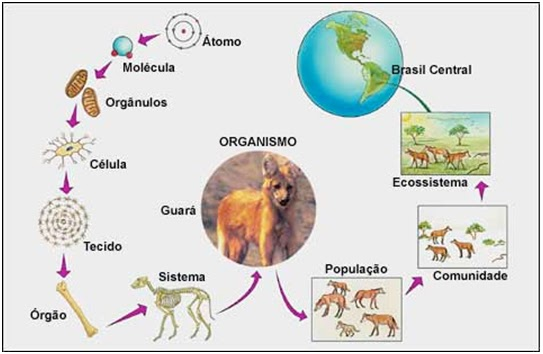 Átomo
Molécula
Orgânulos
Célula
Tecido
Órgão
Sistema
ORGANISMO
Guará
População
Comunidade
Ecossistema
Brasil Central